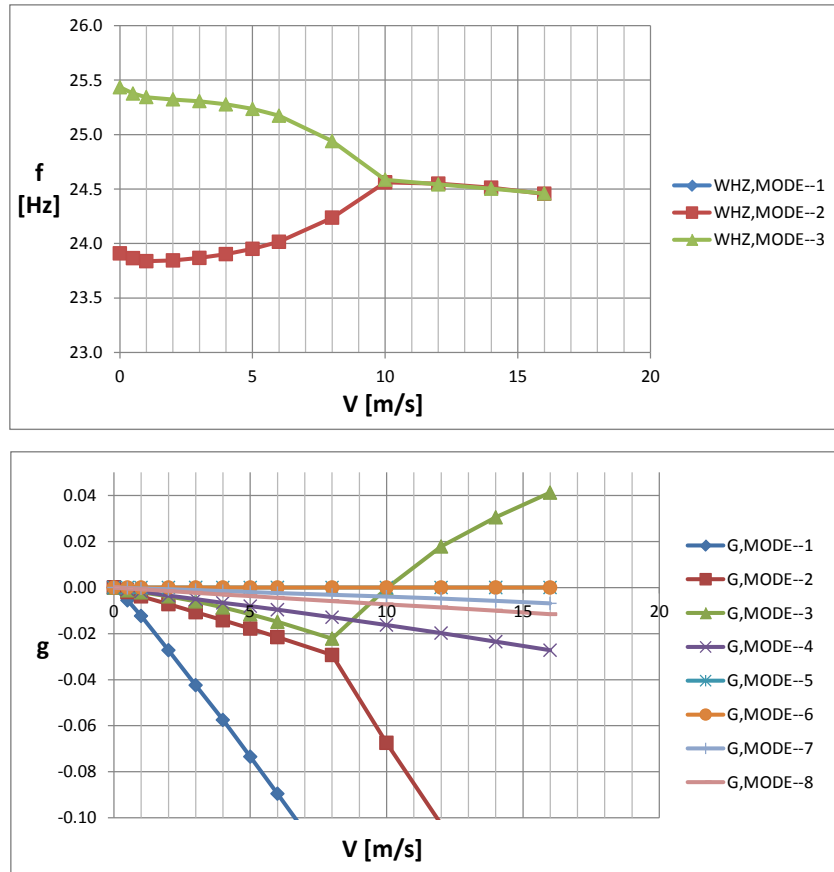 26.0
25.5
25.0
24.5
24.0
23.5
23.0
f
[Hz]
0
5
10
15
20
V [m/s]
WHZ,MODE--1
WHZ,MODE--2
WHZ,MODE--3
0.04
0.02
0.00
-0.02
-0.04
-0.06
-0.08
-0.10
g
0
5
10
15
20
V [m/s]
G,MODE--1
G,MODE--2
G,MODE--3
G,MODE--4
G,MODE--5
G,MODE--6
G,MODE--7
G,MODE--8